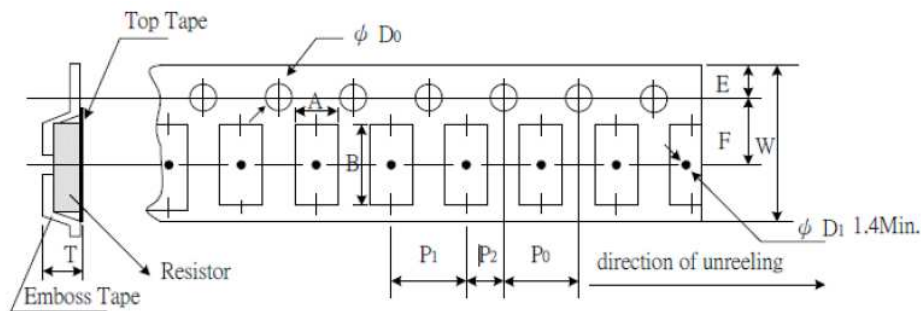 Top Tape
ϕ D₀
A
E
F
W
B
ϕ D₁ 1.4Min.
T
P₁
P₂
P₀
direction of unreeling
Resistor
Emboss Tape